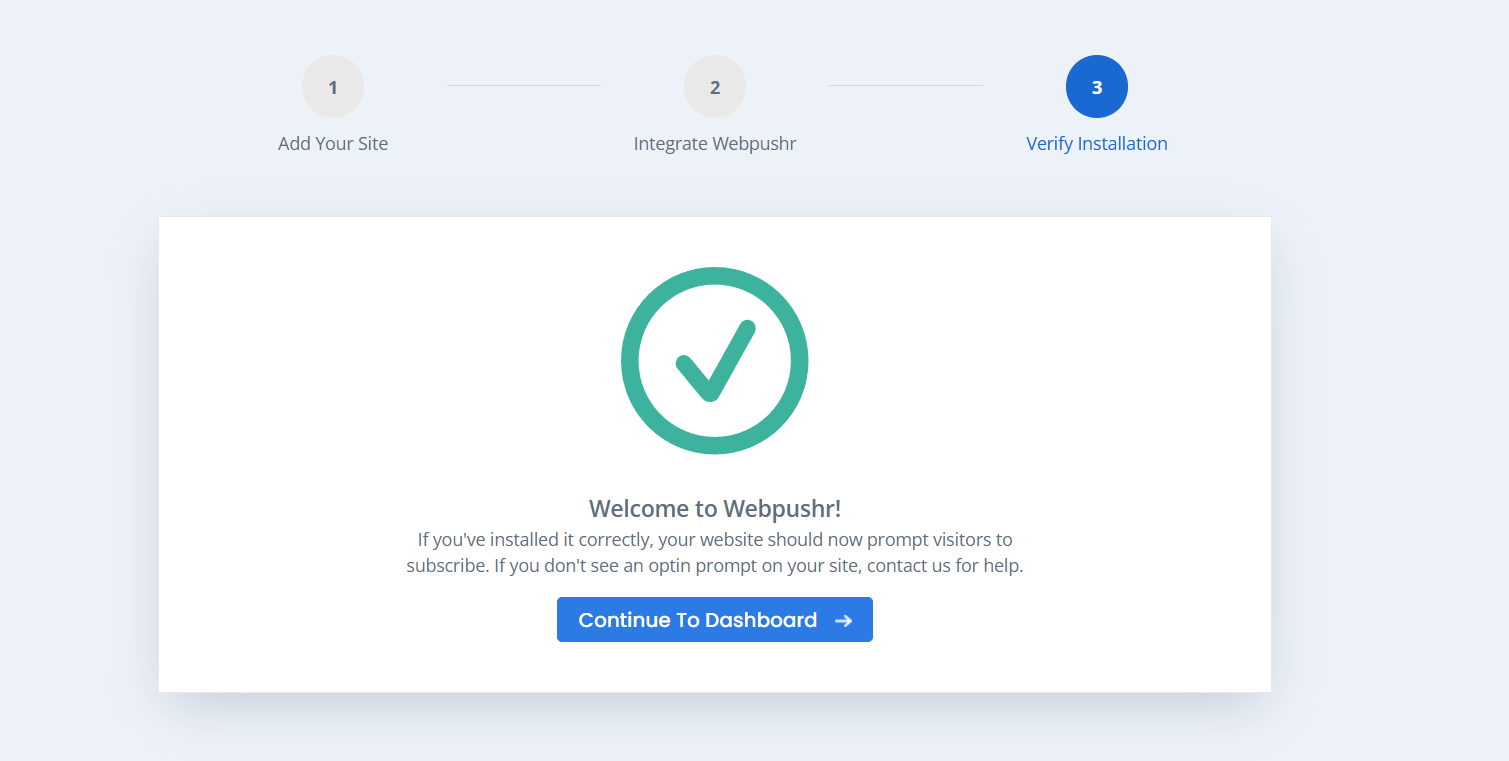 1
2
3
Add Your Site
Integrate Webpushr
Verify Installation
Welcome to Webpushr!
If you've installed it correctly, your website should now prompt visitors to
subscribe. If you don't see an optin prompt on your site, contact us for help.
Continue To Dashboard